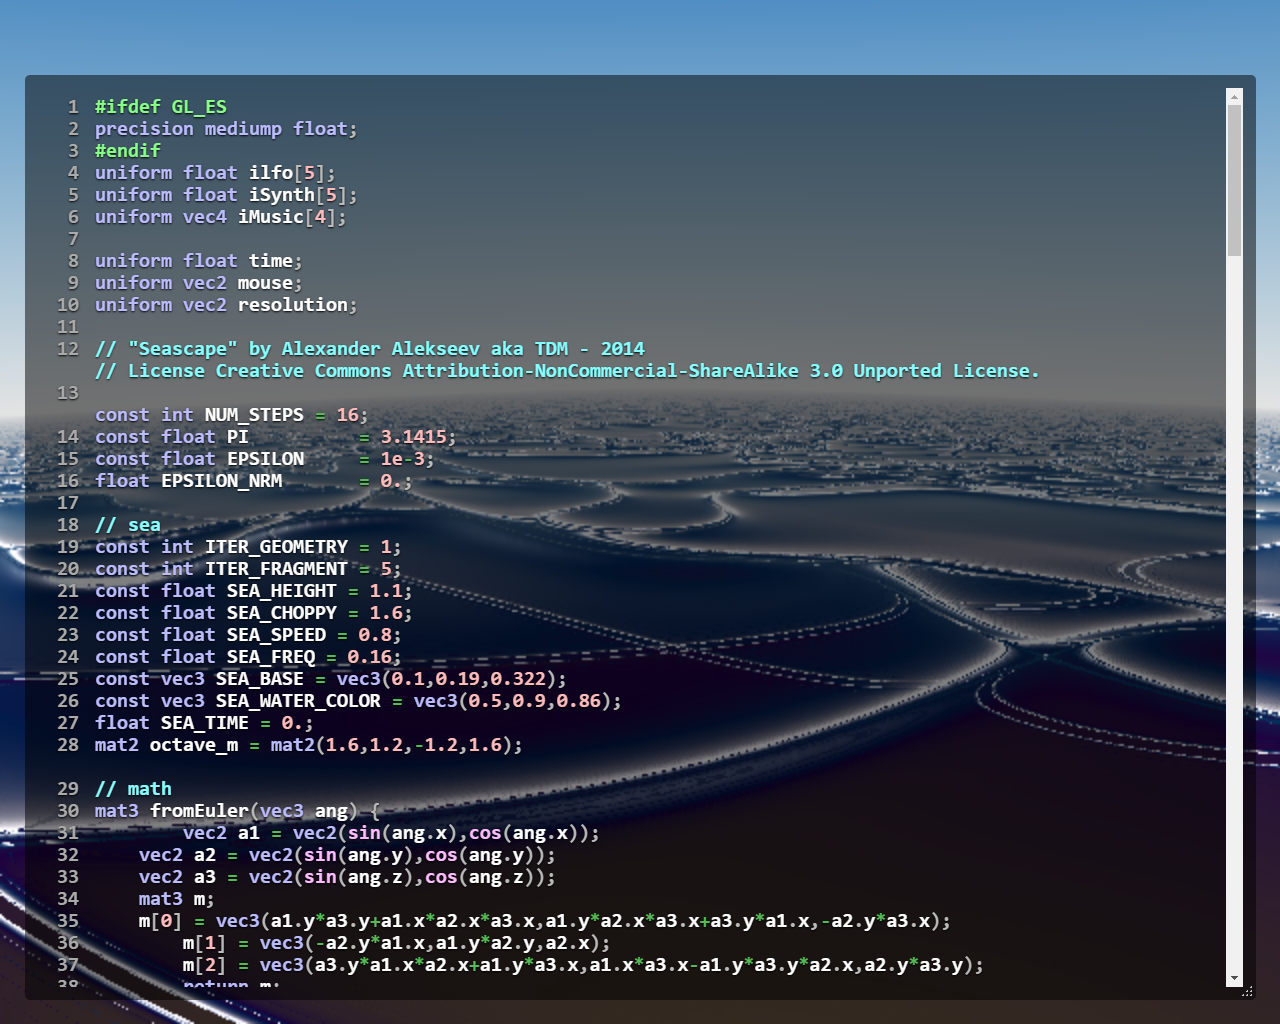 1 #ifdef GL_ES
2 precision mediump float;
3 #endif
4 uniform float ilfo[5];
5 uniform float iSynth[5];
6 uniform vec4 iMusic[4];
7
8 uniform float time;
9 uniform vec2 mouse;
10 uniform vec2 resolution;
11
12 // "Seascape" by Alexander Alekseev aka TDM - 2014
// License Creative Commons Attribution-NonCommercial-ShareAlike 3.0 Unported License.
13
const int NUM_STEPS = 16;
14 const float PI          = 3.1415;
15 const float EPSILON     = 1e-3;
16 float EPSILON_NRM       = 0.;
17
18 // sea
19 const int ITER_GEOMETRY = 1;
20 const int ITER_FRAGMENT = 5;
21 const float SEA_HEIGHT = 1.1;
22 const float SEA_CHOPPY = 1.6;
23 const float SEA_SPEED = 0.8;
24 const float SEA_FREQ = 0.16;
25 const vec3 SEA_BASE = vec3(0.1,0.19,0.322);
26 const vec3 SEA_WATER_COLOR = vec3(0.5,0.9,0.86);
27 float SEA_TIME = 0.;
28 mat2 octave_m = mat2(1.6,1.2,-1.2,1.6);
29 // math
30 mat3 fromEuler(vec3 ang) {
31         vec2 a1 = vec2(sin(ang.x),cos(ang.x));
32     vec2 a2 = vec2(sin(ang.y),cos(ang.y));
33     vec2 a3 = vec2(sin(ang.z),cos(ang.z));
34     mat3 m;
35     m[0] = vec3(a1.y*a3.y+a1.x*a2.x*a3.x,a1.y*a2.x*a3.x+a3.y*a1.x,-a2.y*a3.x);
36         m[1] = vec3(-a2.y*a1.x,a1.y*a2.y,a2.x);
37         m[2] = vec3(a3.y*a1.x*a2.x+a1.y*a3.x,a1.x*a3.x-a1.y*a3.y*a2.x,a2.y*a3.y);
38         return m;